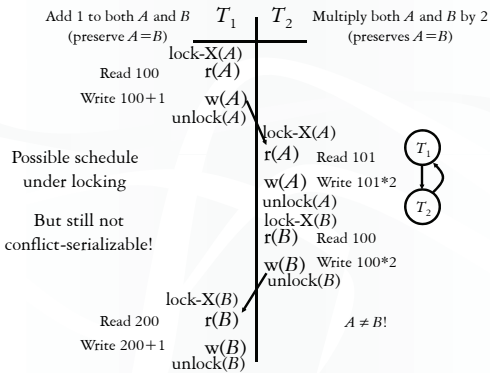 Add 1 to both A and B T₁ T₂ Multiply both A and B by 2
(preserve A=B) (preserves A=B)
lock-X(A)
Read 100 r(A)
Write 100+1 w(A)
unlock(A)
lock-X(A)
r(A) Read 101
w(A) Write 101*2
unlock(A)
lock-X(B)
r(B) Read 100
w(B) Write 100*2
unlock(B)
T₁
T₂
Possible schedule
under locking
But still not
conflict-serializable!
lock-X(B)
Read 200 r(B)
Write 200+1 w(B)
unlock(B)
A ≠ B!